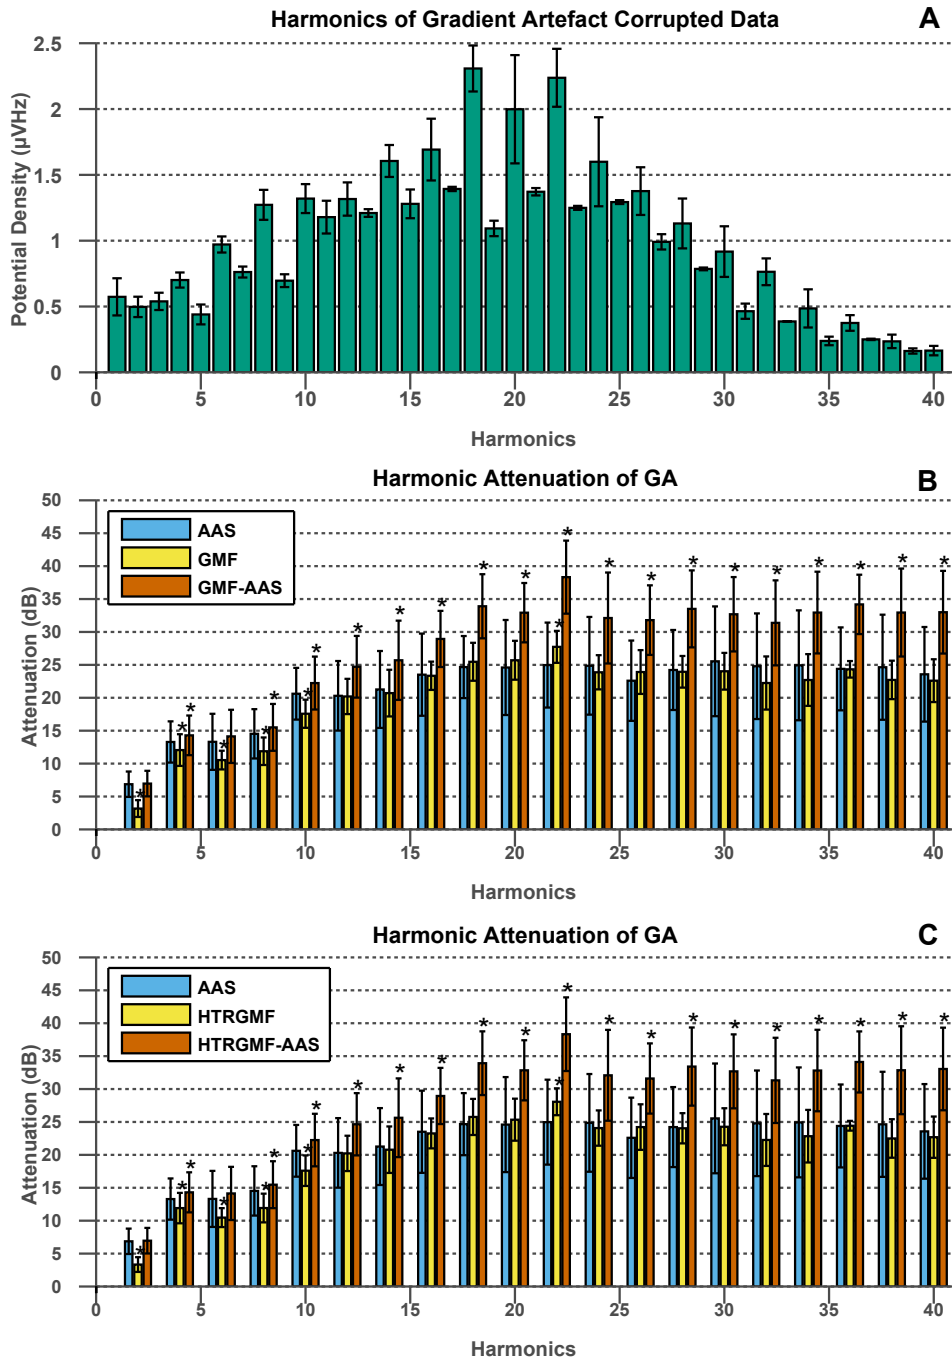 Harmonics of Gradient Artefact Corrupted Data
A
Potential Density (µVHz)
2.5
2
1.5
1
0.5
0
0 5 10 15 20 25 30 35 40
Harmonics
Harmonic Attenuation of GA
B
Attenuation (dB)
50
45
40
35
30
25
20
15
10
5
0
AAS
GMF
GMF-AAS
* * * * * * * * * * * * * * * * * * * * * * * *
0 5 10 15 20 25 30 35 40
Harmonics
Harmonic Attenuation of GA
C
Attenuation (dB)
50
45
40
35
30
25
20
15
10
5
0
AAS
HTRGMF
HTRGMF-AAS
* * * * * * * * * * * * * * * * * * * * * * * *
0 5 10 15 20 25 30 35 40
Harmonics